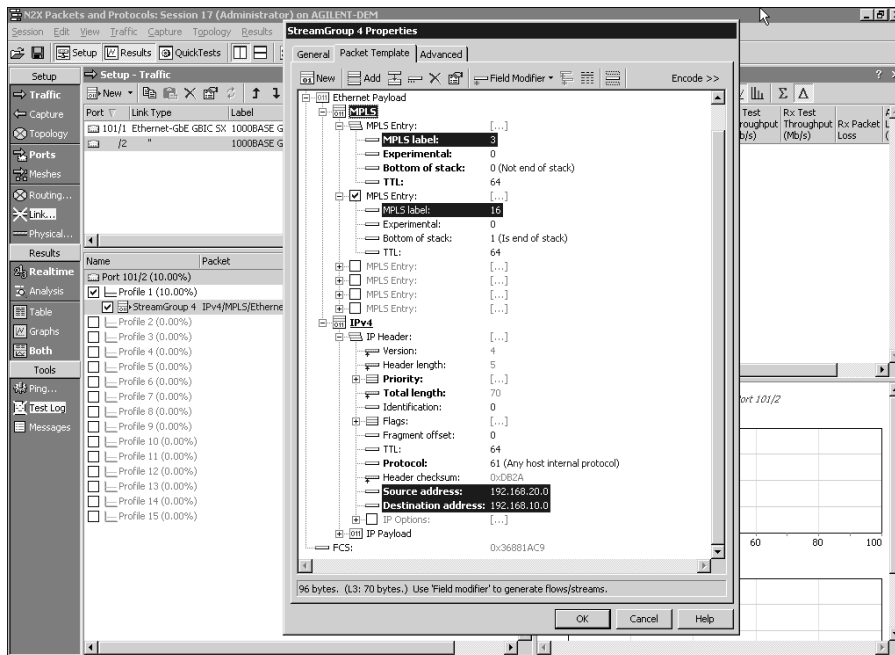 N2X Packets and Protocols: Session 17 (Administrator) on AGILENT-DEM
Session Edit View Traffic Capture Topology Results
Setup Results QuickTests
Setup
Traffic
Capture
Topology
Ports
Meshes
Routing...
Link...
Physical...
Results
Realtime
Analysis
Table
Graphs
Both
Tools
Ping...
Test Log
Messages
Setup - Traffic
New
Port Link Type Label
101/1 Ethernet-GbE GBIC SX 1000BASE G
/2 " 1000BASE G
Name Packet
Port 101/2 (10.00%)
Profile 1 (10.00%)
StreamGroup 4 IPv4/MPLS/Etherne
Profile 2 (0.00%)
Profile 3 (0.00%)
Profile 4 (0.00%)
Profile 5 (0.00%)
Profile 6 (0.00%)
Profile 7 (0.00%)
Profile 8 (0.00%)
Profile 9 (0.00%)
Profile 10 (0.00%)
Profile 11 (0.00%)
Profile 12 (0.00%)
Profile 13 (0.00%)
Profile 14 (0.00%)
Profile 15 (0.00%)
StreamGroup 4 Properties
General Packet Template Advanced
New Add Field Modifier Encode >>
Ethernet Payload
MPLS
MPLS Entry: [...]
MPLS label: 3
Experimental: 0
Bottom of stack: 0 (Not end of stack)
TTL: 64
MPLS Entry: [...]
MPLS label: 16
Experimental: 0
Bottom of stack: 1 (Is end of stack)
TTL: 64
MPLS Entry: [...]
MPLS Entry: [...]
MPLS Entry: [...]
MPLS Entry: [...]
IPv4
IP Header: [...]
Version: 4
Header length: 5
Priority: [...]
Total length: 70
Identification: 0
Flags: [...]
Fragment offset: 0
TTL: 64
Protocol: 61 (Any host internal protocol)
Header checksum: 0xDB2A
Source address: 192.168.20.0
Destination address: 192.168.10.0
IP Options: [...]
IP Payload
FCS: 0x36881AC9
96 bytes. (L3: 70 bytes.) Use 'Field modifier' to generate flows/streams.
OK Cancel Help
Test Rx Test
roughput Throughput Rx Packet
b/s) (Mb/s) Loss
ort 101/2
60 80 100